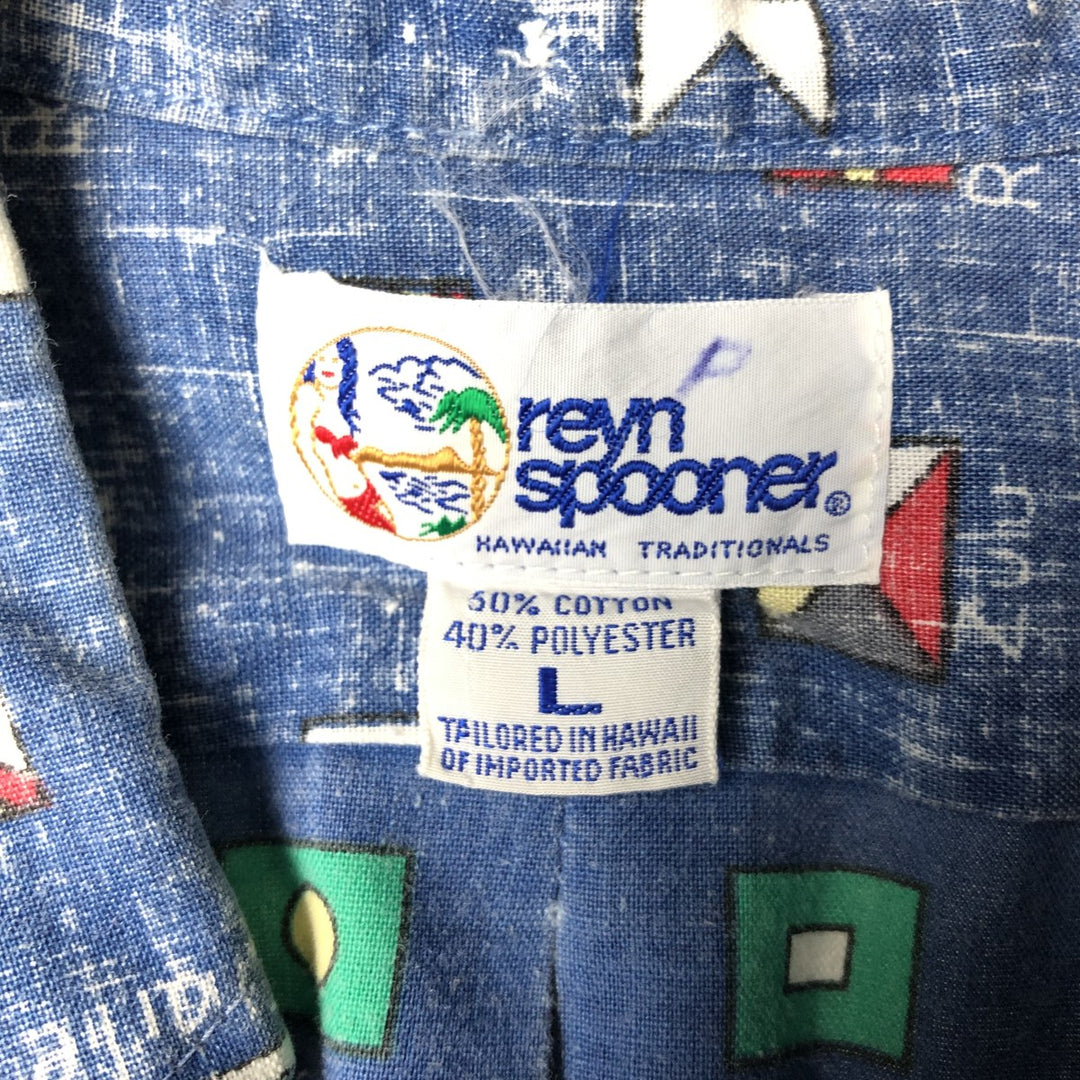 R
P
reyn
spooner®
HAWAIIAN TRADITIONALS
60% COTTON
40% POLYESTER
L
TAILORED IN HAWAII
OF IMPORTED FABRIC